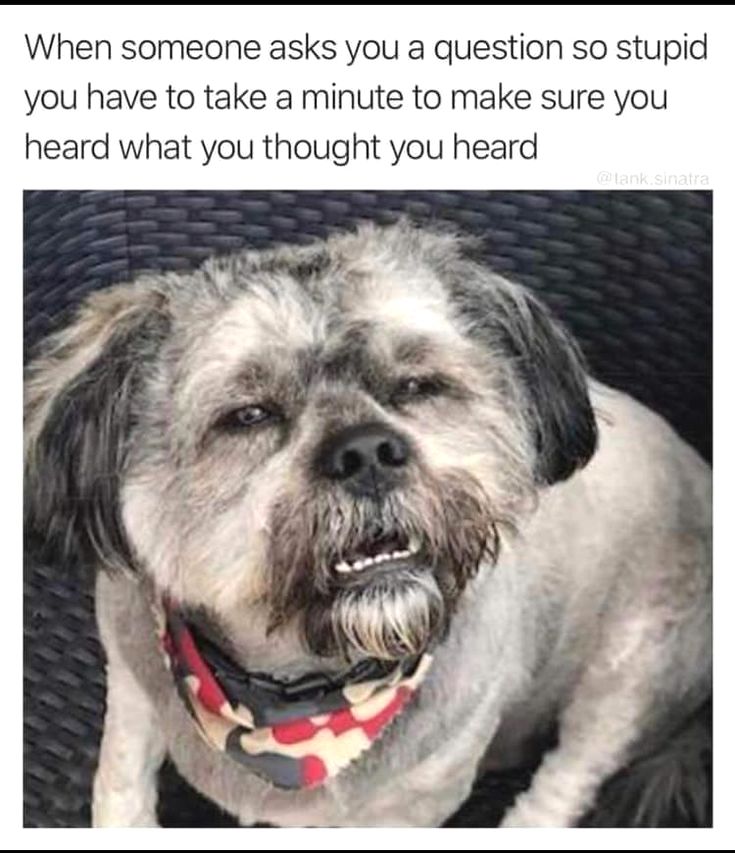 When someone asks you a question so stupid
you have to take a minute to make sure you
heard what you thought you heard
@tank.sinatra